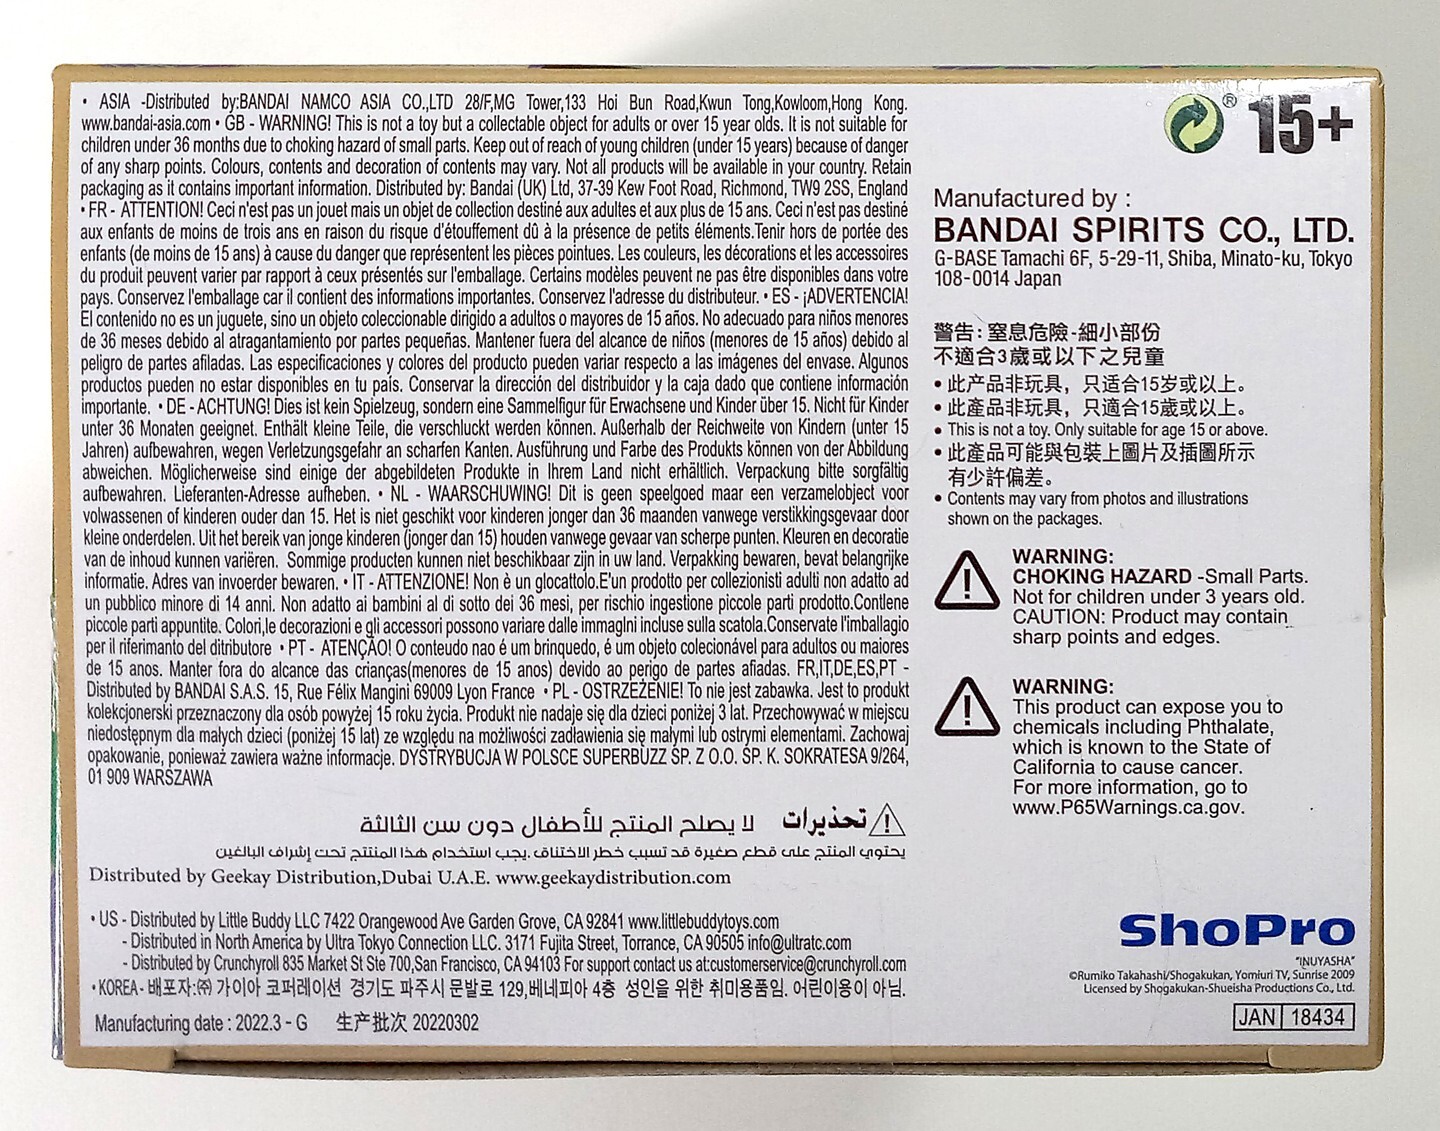 • ASIA -Distributed by:BANDAI NAMCO ASIA CO.,LTD 28/F,MG Tower,133 Hoi Bun Road,Kwun Tong,Kowloom,Hong Kong.
www.bandai-asia.com • GB - WARNING! This is not a toy but a collectable object for adults or over 15 year olds. It is not suitable for
children under 36 months due to choking hazard of small parts. Keep out of reach of young children (under 15 years) because of danger
of any sharp points. Colours, contents and decoration of contents may vary. Not all products will be available in your country. Retain
packaging as it contains important information. Distributed by: Bandai (UK) Ltd, 37-39 Kew Foot Road, Richmond, TW9 2SS, England
• FR - ATTENTION! Ceci n'est pas un jouet mais un objet de collection destiné aux adultes et aux plus de 15 ans. Ceci n'est pas destiné
aux enfants de moins de trois ans en raison du risque d'étouffement dû à la présence de petits éléments.Tenir hors de portée des
enfants (de moins de 15 ans) à cause du danger que représentent les pièces pointues. Les couleurs, les décorations et les accessoires
du produit peuvent varier par rapport à ceux présentés sur l'emballage. Certains modèles peuvent ne pas être disponibles dans votre
pays. Conservez l'emballage car il contient des informations importantes. Conservez l'adresse du distributeur. • ES - ¡ADVERTENCIA!
El contenido no es un juguete, sino un objeto coleccionable dirigido a adultos o mayores de 15 años. No adecuado para niños menores
de 36 meses debido al atragantamiento por partes pequeñas. Mantener fuera del alcance de niños (menores de 15 años) debido al
peligro de partes afiladas. Las especificaciones y colores del producto pueden variar respecto a las imágenes del envase. Algunos
productos pueden no estar disponibles en tu país. Conservar la dirección del distribuidor y la caja dado que contiene información
importante. • DE - ACHTUNG! Dies ist kein Spielzeug, sondern eine Sammelfigur für Erwachsene und Kinder über 15. Nicht für Kinder
unter 36 Monaten geeignet. Enthält kleine Teile, die verschluckt werden können. Außerhalb der Reichweite von Kindern (unter 15
Jahren) aufbewahren, wegen Verletzungsgefahr an scharfen Kanten. Ausführung und Farbe des Produkts können von der Abbildung
abweichen. Möglicherweise sind einige der abgebildeten Produkte in Ihrem Land nicht erhältlich. Verpackung bitte sorgfältig
aufbewahren. Lieferanten-Adresse aufheben. • NL - WAARSCHUWING! Dit is geen speelgoed maar een verzamelobject voor
volwassenen of kinderen ouder dan 15. Het is niet geschikt voor kinderen jonger dan 36 maanden vanwege verstikkingsgevaar door
kleine onderdelen. Uit het bereik van jonge kinderen (jonger dan 15) houden vanwege gevaar van scherpe punten. Kleuren en decoratie
van de inhoud kunnen variëren. Sommige producten kunnen niet beschikbaar zijn in uw land. Verpakking bewaren, bevat belangrijke
informatie. Adres van invoerder bewaren. • IT - ATTENZIONE! Non è un glocattolo.E'un prodotto per collezionisti adulti non adatto ad
un pubblico minore di 14 anni. Non adatto ai bambini al di sotto dei 36 mesi, per rischio ingestione piccole parti prodotto.Contlene
piccole parti appuntite. Colori,le decorazioni e gli accessori possono variare dalle immaglni incluse sulla scatola.Conservate l'imballagio
per il riferimanto del ditributore • PT - ATENÇÃO! O conteudo nao é um brinquedo, é um objeto colecionável para adultos ou maiores
de 15 anos. Manter fora do alcance das crianças(menores de 15 anos) devido ao perigo de partes afiadas. FR,IT,DE,ES,PT -
Distributed by BANDAI S.A.S. 15, Rue Félix Mangini 69009 Lyon France • PL - OSTRZEŻENIE! To nie jest zabawka. Jest to produkt
kolekcjonerski przeznaczony dla osób powyżej 15 roku życia. Produkt nie nadaje się dla dzieci poniżej 3 lat. Przechowywać w miejscu
niedostępnym dla małych dzieci (poniżej 15 lat) ze względu na możliwości zadławienia się małymi lub ostrymi elementami. Zachowaj
opakowanie, ponieważ zawiera ważne informacje. DYSTRYBUCJA W POLSCE SUPERBUZZ SP. Z O.O. SP. K. SOKRATESA 9/264,
01 909 WARSZAWA
تحذيرات لا يصلح المنتج للأطفال دون سن الثالثة
يحتوي المنتج على قطع صغيرة قد تسبب خطر الاختناق .يجب استخدام هذا المنتج تحت إشراف البالغين
Distributed by Geekay Distribution,Dubai U.A.E. www.geekaydistribution.com
• US - Distributed by Little Buddy LLC 7422 Orangewood Ave Garden Grove, CA 92841 www.littlebuddytoys.com
- Distributed in North America by Ultra Tokyo Connection LLC. 3171 Fujita Street, Torrance, CA 90505 info@ultratc.com
- Distributed by Crunchyroll 835 Market St Ste 700,San Francisco, CA 94103 For support contact us at:customerservice@crunchyroll.com
• KOREA - 배포자:㈜ 가이아 코퍼레이션 경기도 파주시 문발로 129,베네피아 4층 성인을 위한 취미용품임. 어린이용이 아님.
Manufacturing date : 2022.3 - G 生产批次 20220302
® 15+
Manufactured by :
BANDAI SPIRITS CO., LTD.
G-BASE Tamachi 6F, 5-29-11, Shiba, Minato-ku, Tokyo
108-0014 Japan
警告: 窒息危險-細小部份
不適合3歲或以下之兒童
• 此产品非玩具，只适合15岁或以上。
• 此產品非玩具，只適合15歲或以上。
• This is not a toy. Only suitable for age 15 or above.
• 此產品可能與包裝上圖片及插圖所示
有少許偏差。
• Contents may vary from photos and illustrations
shown on the packages.
WARNING:
CHOKING HAZARD -Small Parts.
Not for children under 3 years old.
CAUTION: Product may contain
sharp points and edges.
WARNING:
This product can expose you to
chemicals including Phthalate,
which is known to the State of
California to cause cancer.
For more information, go to
www.P65Warnings.ca.gov.
ShoPro
"INUYASHA"
©Rumiko Takahashi/Shogakukan, Yomiuri TV, Sunrise 2009
Licensed by Shogakukan-Shueisha Productions Co., Ltd.
JAN 18434